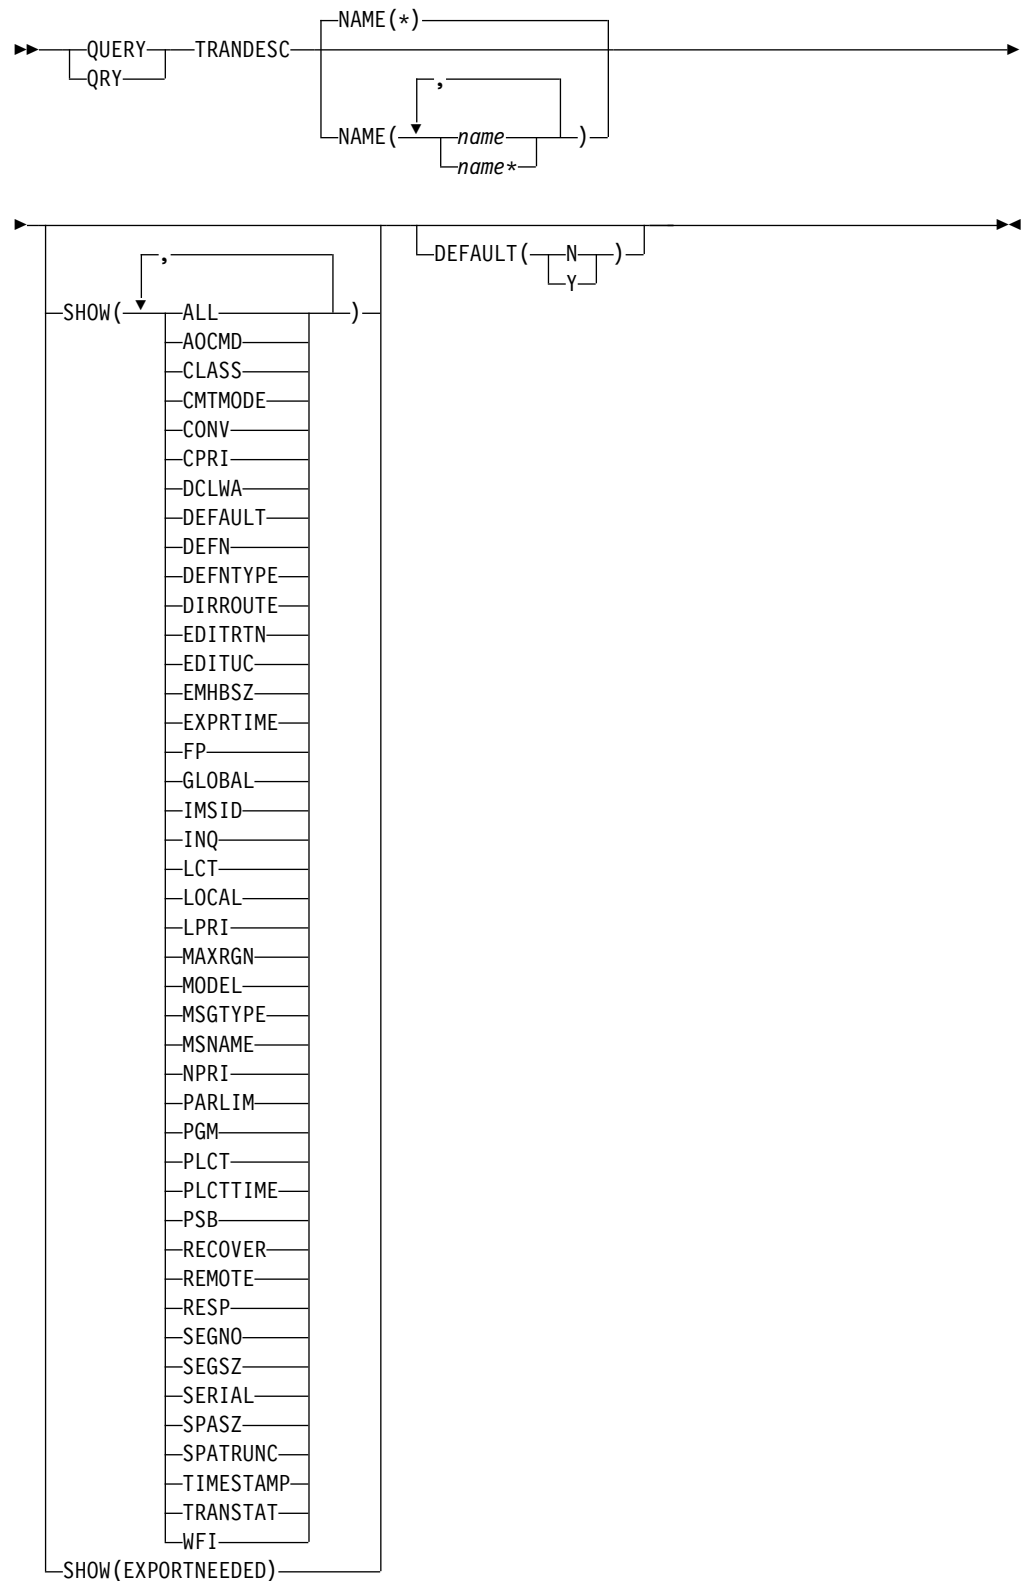 NAME(*)
QUERY TRANDESC
QRY
,
NAME( name )
name*
DEFAULT( N )
Y
,
SHOW( ALL )
AOCMD
CLASS
CMTMODE
CONV
CPRI
DCLWA
DEFAULT
DEFN
DEFNTYPE
DIRROUTE
EDITRTN
EDITUC
EMHBSZ
EXPRTIME
FP
GLOBAL
IMSID
INQ
LCT
LOCAL
LPRI
MAXRGN
MODEL
MSGTYPE
MSNAME
NPRI
PARLIM
PGM
PLCT
PLCTTIME
PSB
RECOVER
REMOTE
RESP
SEGNO
SEGSZ
SERIAL
SPASZ
SPATRUNC
TIMESTAMP
TRANSTAT
WFI
SHOW(EXPORTNEEDED)